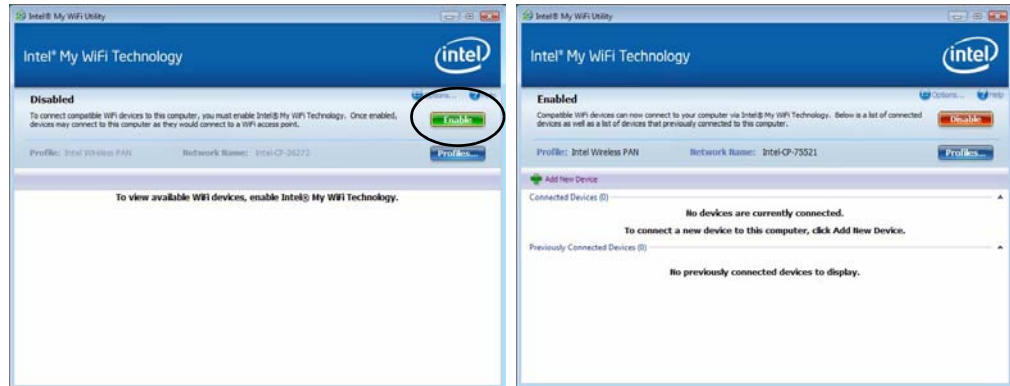 Intel® My WiFi Utility
Intel® My WiFi Technology
intel
Disabled
Options... Help
To connect compatible WiFi devices to this computer, you must enable Intel® My WiFi Technology. Once enabled,
devices may connect to this computer as they would connect to a WiFi access point.
Enable
Profile: Intel Wireless PAN Network Name: Intel-CP-26272
Profiles...
To view available WiFi devices, enable Intel® My WiFi Technology.
Intel® My WiFi Utility
Intel® My WiFi Technology
intel
Enabled
Options... Help
Compatible WiFi devices can now connect to your computer via Intel® My WiFi Technology. Below is a list of connected
devices as well as a list of devices that previously connected to this computer.
Disable
Profile: Intel Wireless PAN Network Name: Intel-CP-75521
Profiles...
Add New Device
Connected Devices (0)
No devices are currently connected.
To connect a new device to this computer, click Add New Device.
Previously Connected Devices (0)
No previously connected devices to display.